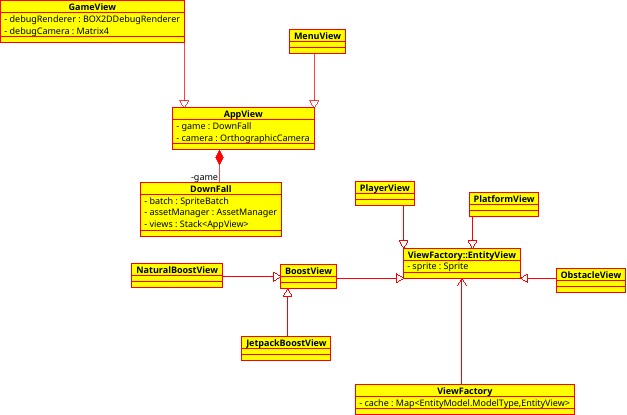 GameView
- debugRenderer : BOX2DDebugRenderer
- debugCamera : Matrix4
MenuView
AppView
- game : DownFall
- camera : OrthographicCamera
-game
DownFall
- batch : SpriteBatch
- assetManager : AssetManager
- views : Stack<AppView>
PlayerView
PlatformView
ViewFactory::EntityView
- sprite : Sprite
NaturalBoostView
BoostView
ObstacleView
JetpackBoostView
ViewFactory
- cache : Map<EntityModel.ModelType,EntityView>